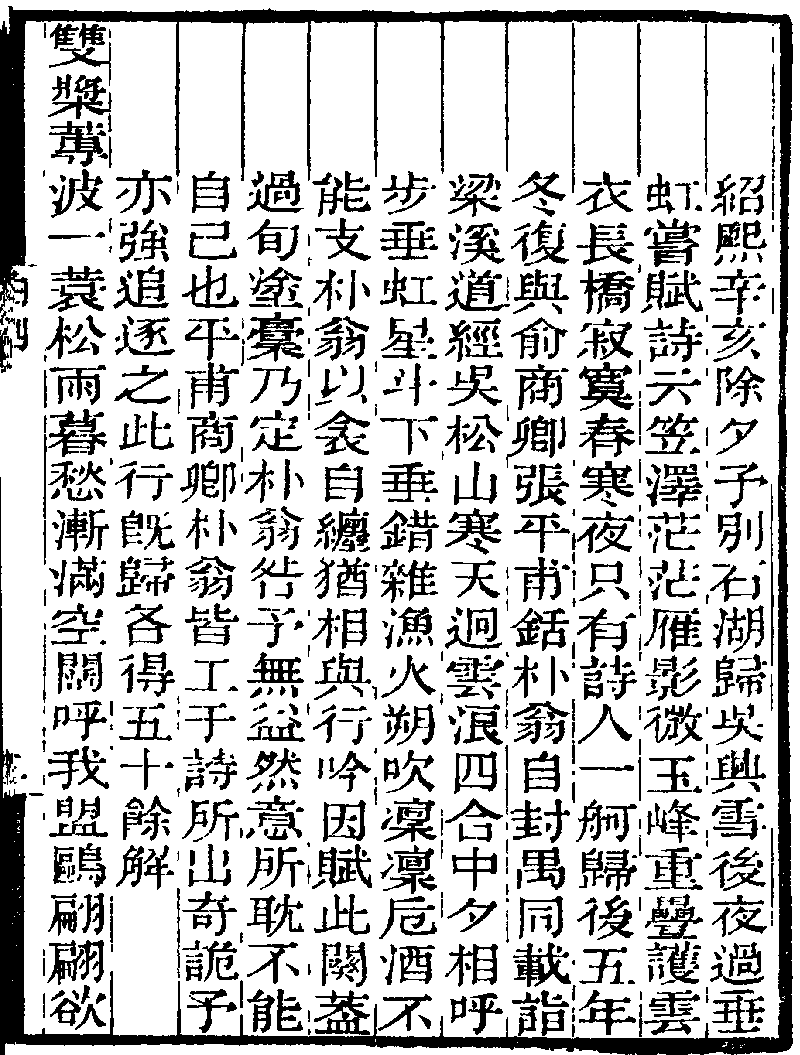 紹熙辛亥除夕予別石湖歸吳興雪後夜過垂
虹嘗賦詩云笠澤茫茫雁影微玉峰重疊護雲
衣長橋寂寞春寒夜只有詩人一舸歸後五年
冬復與俞商卿張平甫銛朴翁自封禺同載詣
梁溪道經吳松山寒天迥雲浪四合中夕相呼
步垂虹星斗下垂錯雜漁火朔吹凜凜卮酒不
能支朴翁以衾自纏猶相與行吟因賦此闋葢
過旬塗稾乃定朴翁咎予無益然意所耽不能
自已也平甫商卿朴翁皆工于詩所出奇詭予
亦強追逐之此行旣歸各得五十餘解
雙槳蓴波一蓑松雨暮愁漸滿空闊呼我盟鷗翩翩欲